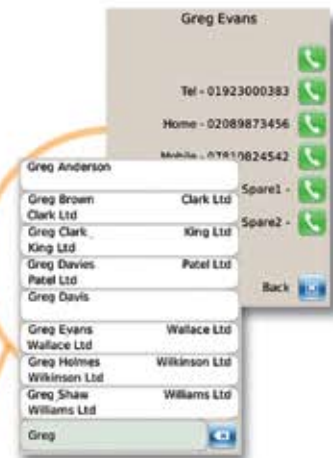 Greg Evans
Tel - 01923000383
Home - 02089873456
Mobile - 07810824542
Spare1 -
Spare2 -
Back
Greg Anderson
Greg Brown Clark Ltd
Clark Ltd
Greg Clark King Ltd
King Ltd
Greg Davies Patel Ltd
Patel Ltd
Greg Davis
Greg Evans Wallace Ltd
Wallace Ltd
Greg Holmes Wilkinson Ltd
Wilkinson Ltd
Greg Shaw Williams Ltd
Williams Ltd
Greg